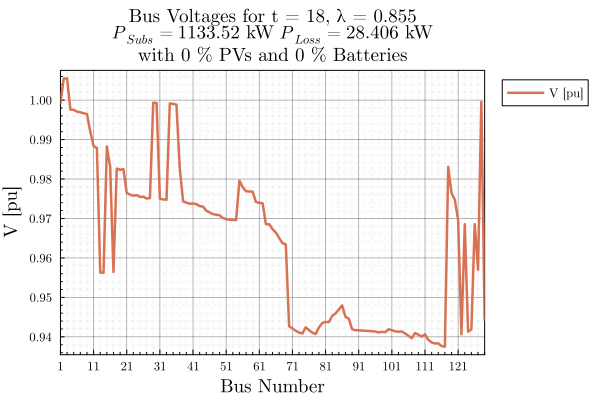 Bus Voltages for t = 18, λ = 0.855
P_Subs = 1133.52 kW P_Loss = 28.406 kW
with 0 % PVs and 0 % Batteries
V [pu]
1.00
0.99
0.98
0.97
0.96
0.95
0.94
V [pu]
1 11 21 31 41 51 61 71 81 91 101 111 121
Bus Number